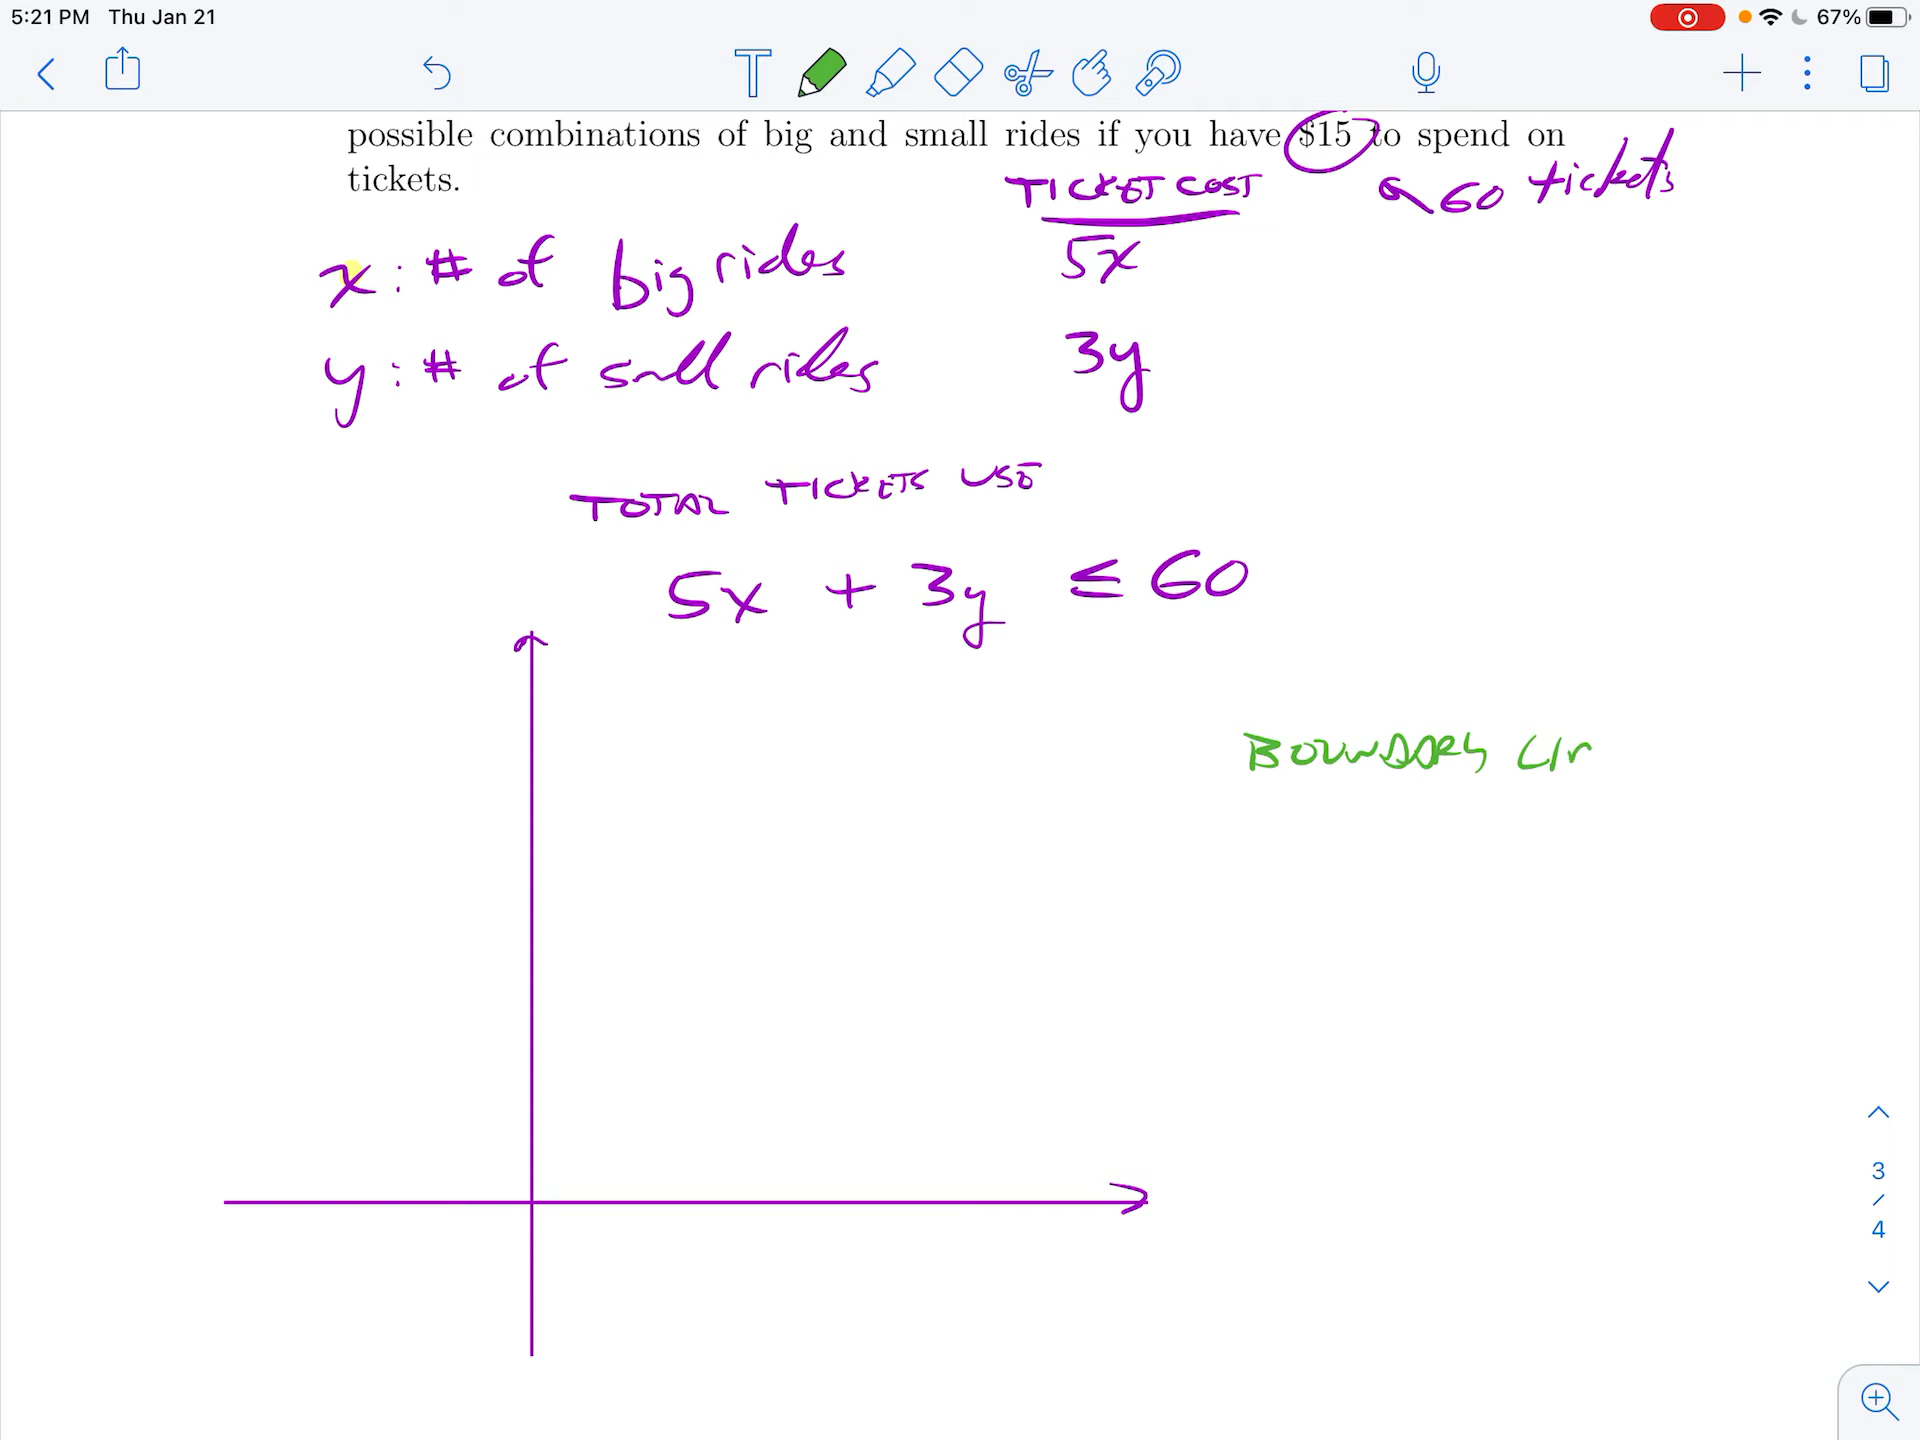 5:21 PM Thu Jan 21 67%
T
possible combinations of big and small rides if you have $15 to spend on
tickets.
TICKET COST 60 tickets
x: # of big rides 5x
y: # of small rides 3y
TOTAL TICKETS USE
5x + 3y ≤ 60
BOUNDARY LIN
3
/
4